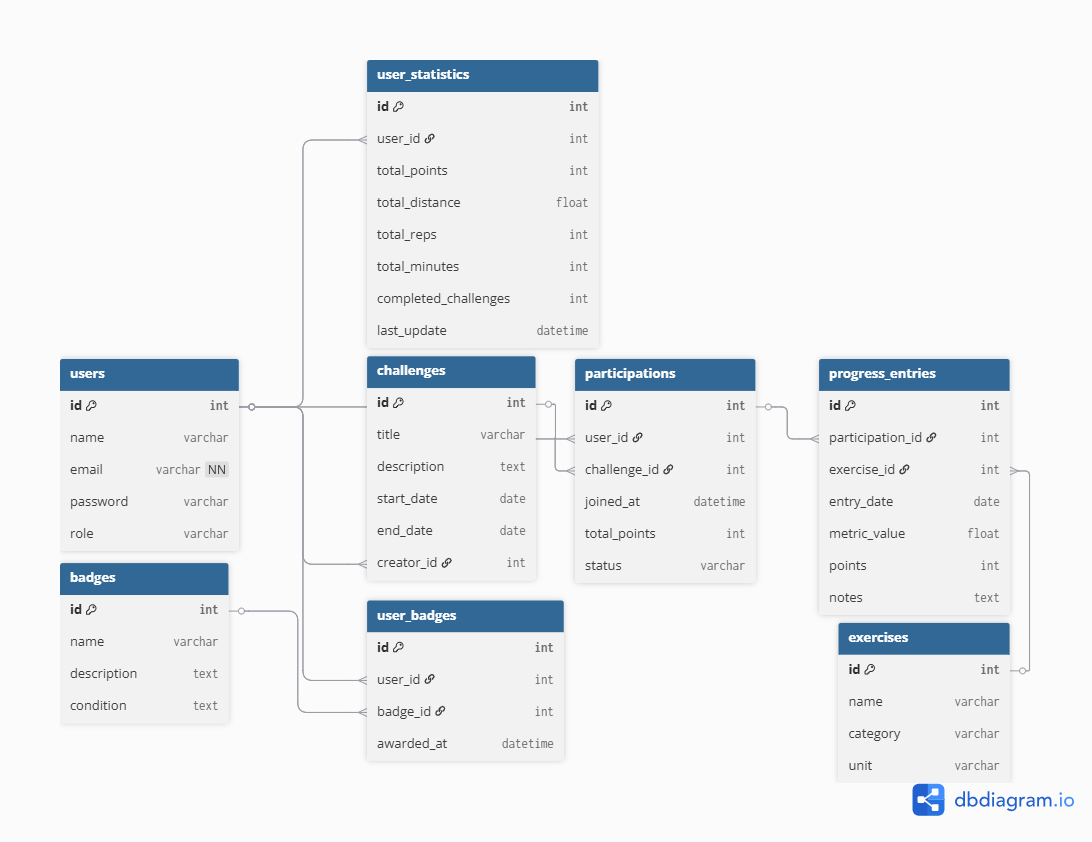 user_statistics
id int
user_id int
total_points int
total_distance float
total_reps int
total_minutes int
completed_challenges int
last_update datetime
users
id int
name varchar
email varchar NN
password varchar
role varchar
challenges
id int
title varchar
description text
start_date date
end_date date
creator_id int
participations
id int
user_id int
challenge_id int
joined_at datetime
total_points int
status varchar
progress_entries
id int
participation_id int
exercise_id int
entry_date date
metric_value float
points int
notes text
badges
id int
name varchar
description text
condition text
user_badges
id int
user_id int
badge_id int
awarded_at datetime
exercises
id int
name varchar
category varchar
unit varchar
dbdiagram.io